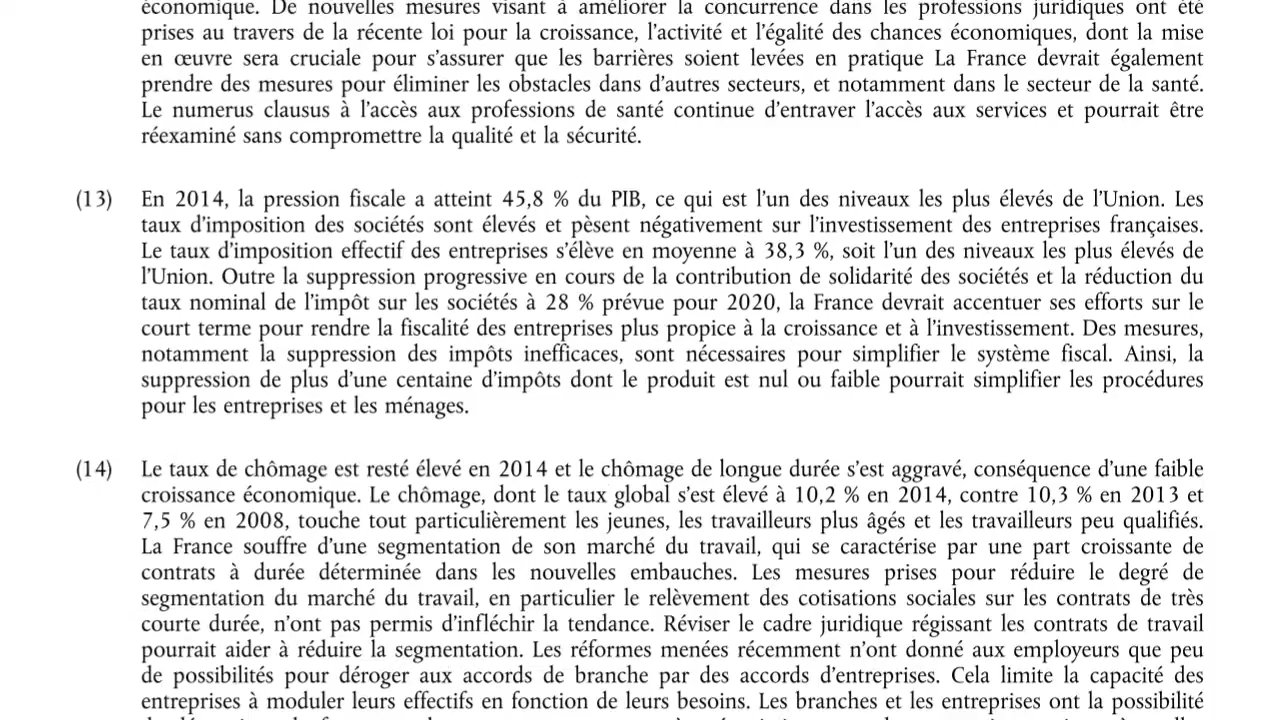 économique. De nouvelles mesures visant à améliorer la concurrence dans les professions juridiques ont été
prises au travers de la récente loi pour la croissance, l’activité et l’égalité des chances économiques, dont la mise
en œuvre sera cruciale pour s’assurer que les barrières soient levées en pratique La France devrait également
prendre des mesures pour éliminer les obstacles dans d’autres secteurs, et notamment dans le secteur de la santé.
Le numerus clausus à l’accès aux professions de santé continue d’entraver l’accès aux services et pourrait être
réexaminé sans compromettre la qualité et la sécurité.
(13) En 2014, la pression fiscale a atteint 45,8 % du PIB, ce qui est l’un des niveaux les plus élevés de l’Union. Les
taux d’imposition des sociétés sont élevés et pèsent négativement sur l’investissement des entreprises françaises.
Le taux d’imposition effectif des entreprises s’élève en moyenne à 38,3 %, soit l’un des niveaux les plus élevés de
l’Union. Outre la suppression progressive en cours de la contribution de solidarité des sociétés et la réduction du
taux nominal de l’impôt sur les sociétés à 28 % prévue pour 2020, la France devrait accentuer ses efforts sur le
court terme pour rendre la fiscalité des entreprises plus propice à la croissance et à l’investissement. Des mesures,
notamment la suppression des impôts inefficaces, sont nécessaires pour simplifier le système fiscal. Ainsi, la
suppression de plus d’une centaine d’impôts dont le produit est nul ou faible pourrait simplifier les procédures
pour les entreprises et les ménages.
(14) Le taux de chômage est resté élevé en 2014 et le chômage de longue durée s’est aggravé, conséquence d’une faible
croissance économique. Le chômage, dont le taux global s’est élevé à 10,2 % en 2014, contre 10,3 % en 2013 et
7,5 % en 2008, touche tout particulièrement les jeunes, les travailleurs plus âgés et les travailleurs peu qualifiés.
La France souffre d’une segmentation de son marché du travail, qui se caractérise par une part croissante de
contrats à durée déterminée dans les nouvelles embauches. Les mesures prises pour réduire le degré de
segmentation du marché du travail, en particulier le relèvement des cotisations sociales sur les contrats de très
courte durée, n’ont pas permis d’infléchir la tendance. Réviser le cadre juridique régissant les contrats de travail
pourrait aider à réduire la segmentation. Les réformes menées récemment n’ont donné aux employeurs que peu
de possibilités pour déroger aux accords de branche par des accords d’entreprises. Cela limite la capacité des
entreprises à moduler leurs effectifs en fonction de leurs besoins. Les branches et les entreprises ont la possibilité